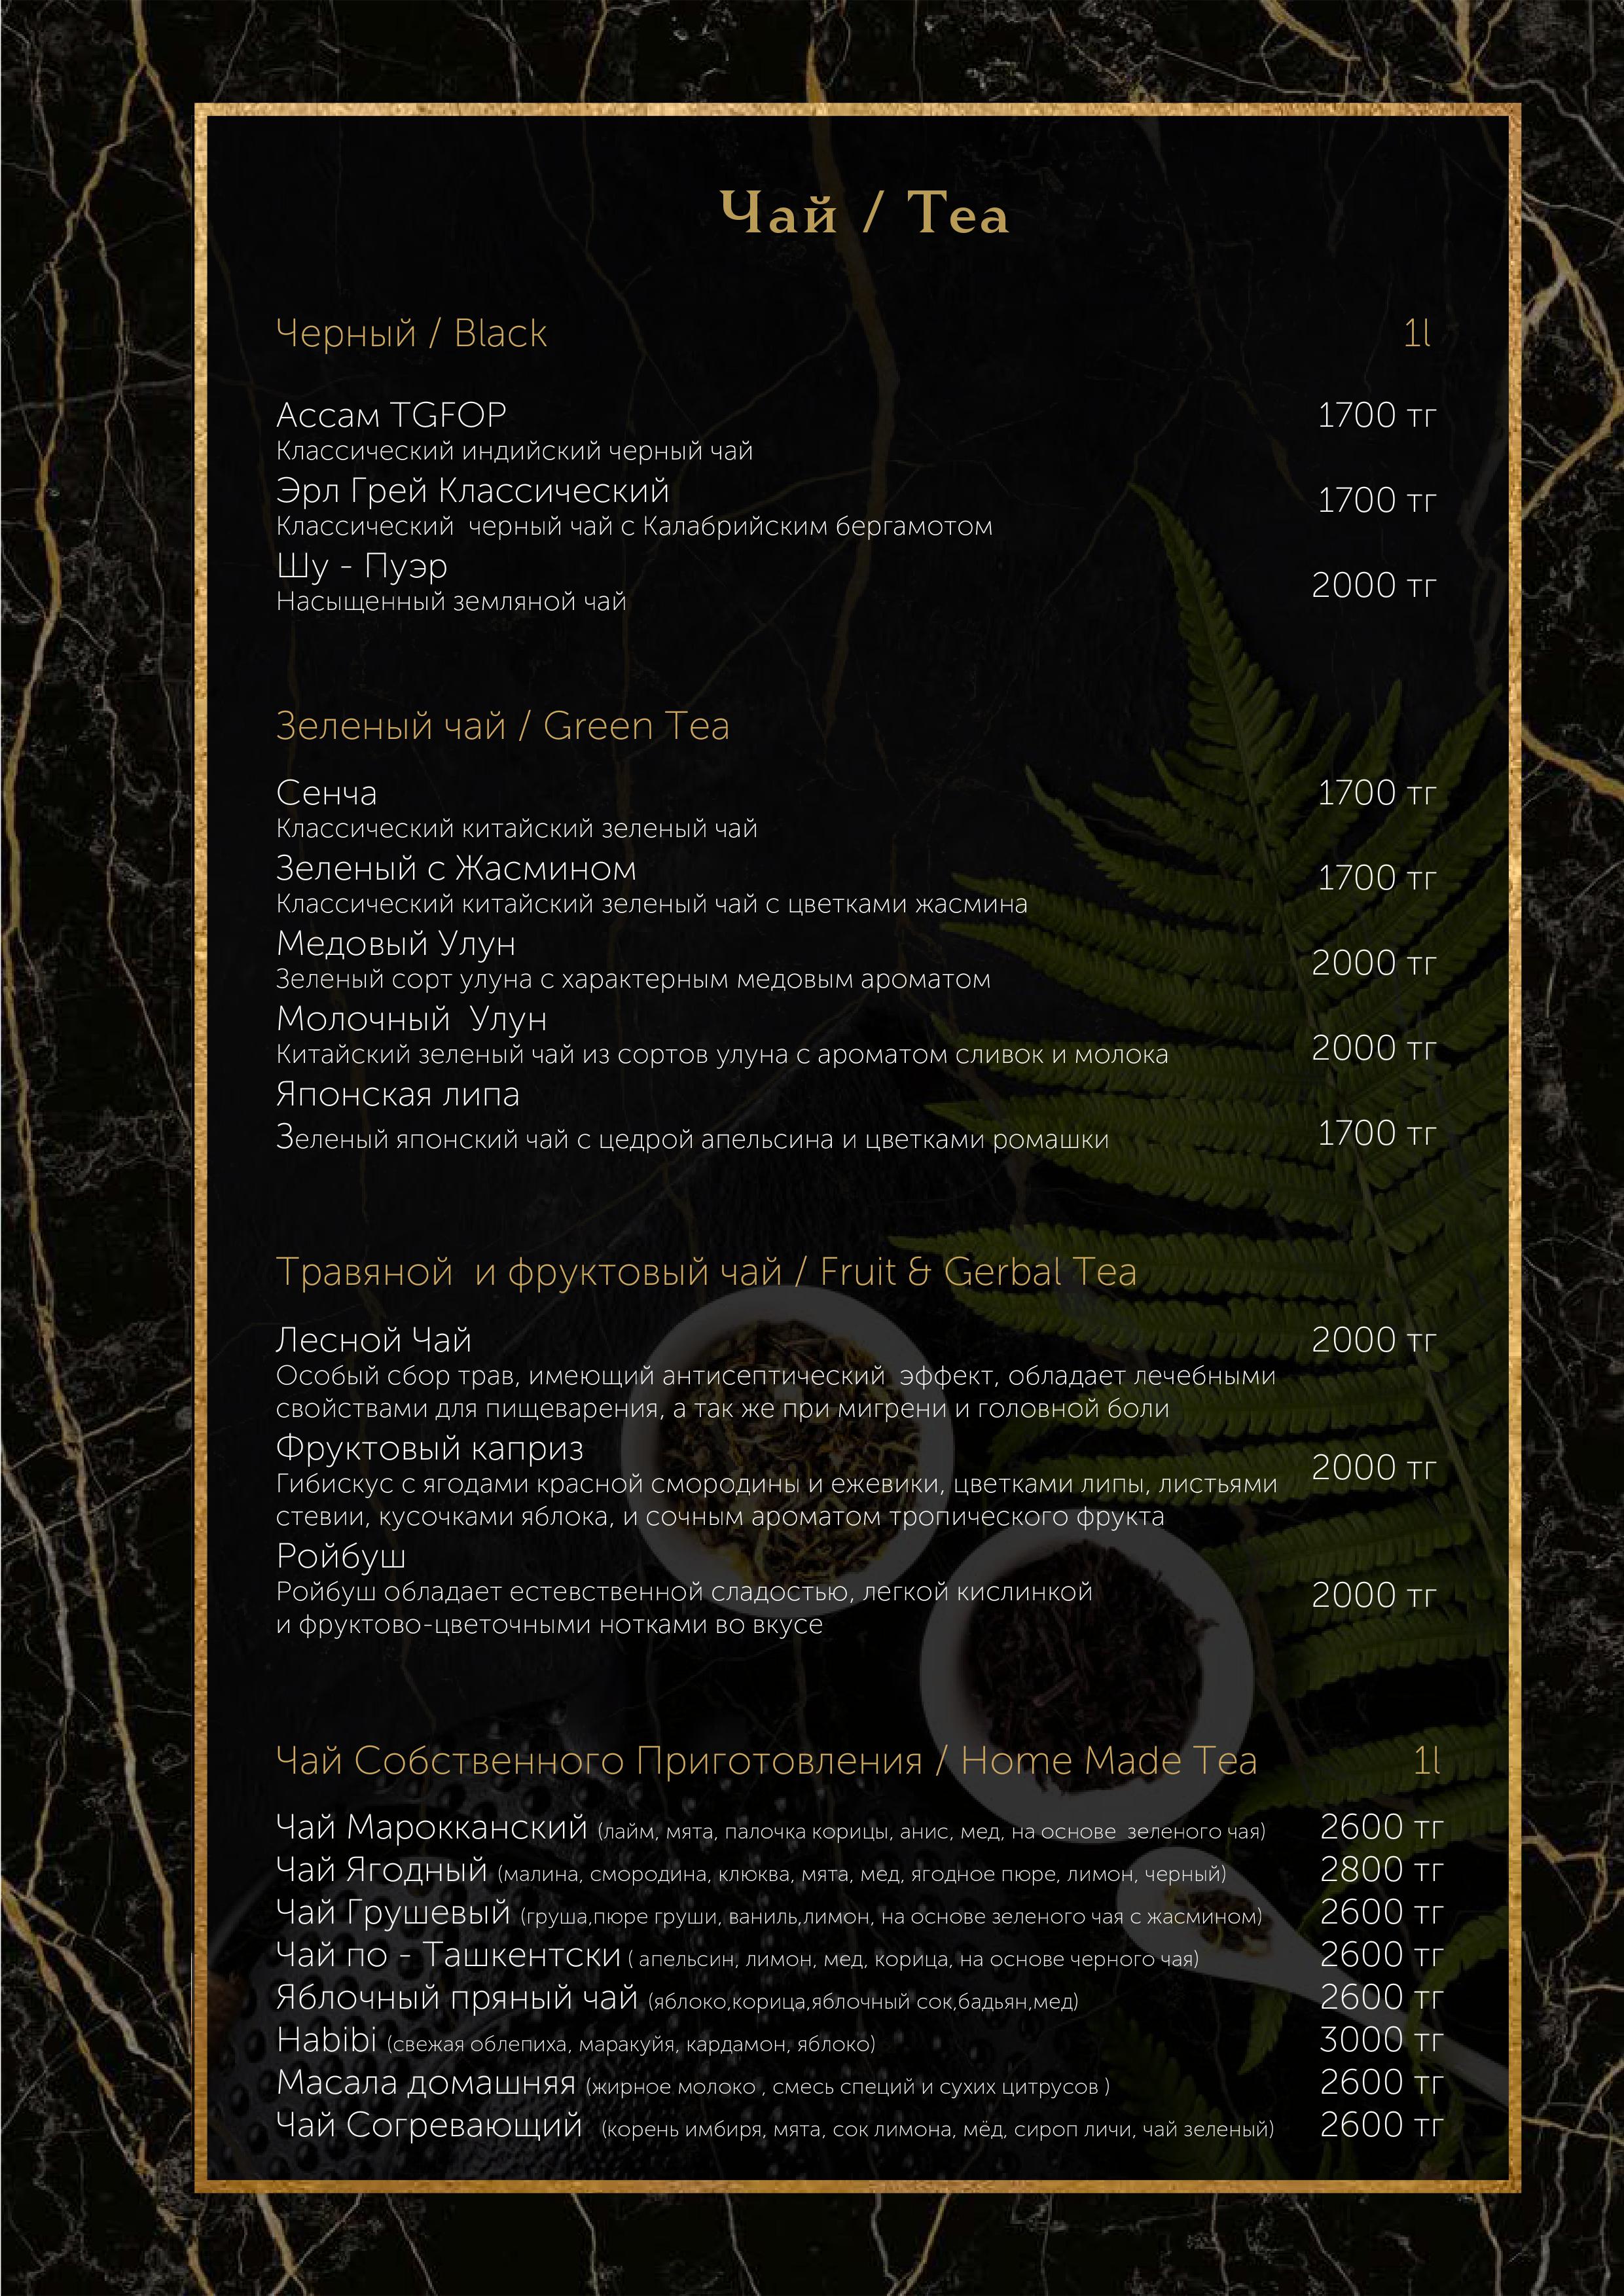 Чай / Tea
Черный / Black 1l
Ассам TGFOP 1700 тг
Классический индийский черный чай
Эрл Грей Классический 1700 тг
Классический черный чай с Калабрийским бергамотом
Шу - Пуэр 2000 тг
Насыщенный земляной чай
Зеленый чай / Green Tea
Сенча 1700 тг
Классический китайский зеленый чай
Зеленый с Жасмином 1700 тг
Классический китайский зеленый чай с цветками жасмина
Медовый Улун 2000 тг
Зеленый сорт улуна с характерным медовым ароматом
Молочный Улун
Китайский зеленый чай из сортов улуна с ароматом сливок и молока 2000 тг
Японская липа
Зеленый японский чай с цедрой апельсина и цветками ромашки 1700 тг
Травяной и фруктовый чай / Fruit & Gerbal Tea
Лесной Чай 2000 тг
Особый сбор трав, имеющий антисептический эффект, обладает лечебными
свойствами для пищеварения, а так же при мигрени и головной боли
Фруктовый каприз 2000 тг
Гибискус с ягодами красной смородины и ежевики, цветками липы, листьями
стевии, кусочками яблока, и сочным ароматом тропического фрукта
Ройбуш
Ройбуш обладает естевственной сладостью, легкой кислинкой 2000 тг
и фруктово-цветочными нотками во вкусе
Чай Собственного Приготовления / Home Made Tea 1l
Чай Марокканский (лайм, мята, палочка корицы, анис, мед, на основе зеленого чая) 2600 тг
Чай Ягодный (малина, смородина, клюква, мята, мед, ягодное пюре, лимон, черный) 2800 тг
Чай Грушевый (груша,пюре груши, ваниль,лимон, на основе зеленого чая с жасмином) 2600 тг
Чай по - Ташкентски ( апельсин, лимон, мед, корица, на основе черного чая) 2600 тг
Яблочный пряный чай (яблоко,корица,яблочный сок,бадьян,мед) 2600 тг
Habibi (свежая облепиха, маракуйя, кардамон, яблоко) 3000 тг
Масала домашняя (жирное молоко , смесь специй и сухих цитрусов ) 2600 тг
Чай Согревающий (корень имбиря, мята, сок лимона, мёд, сироп личи, чай зеленый) 2600 тг